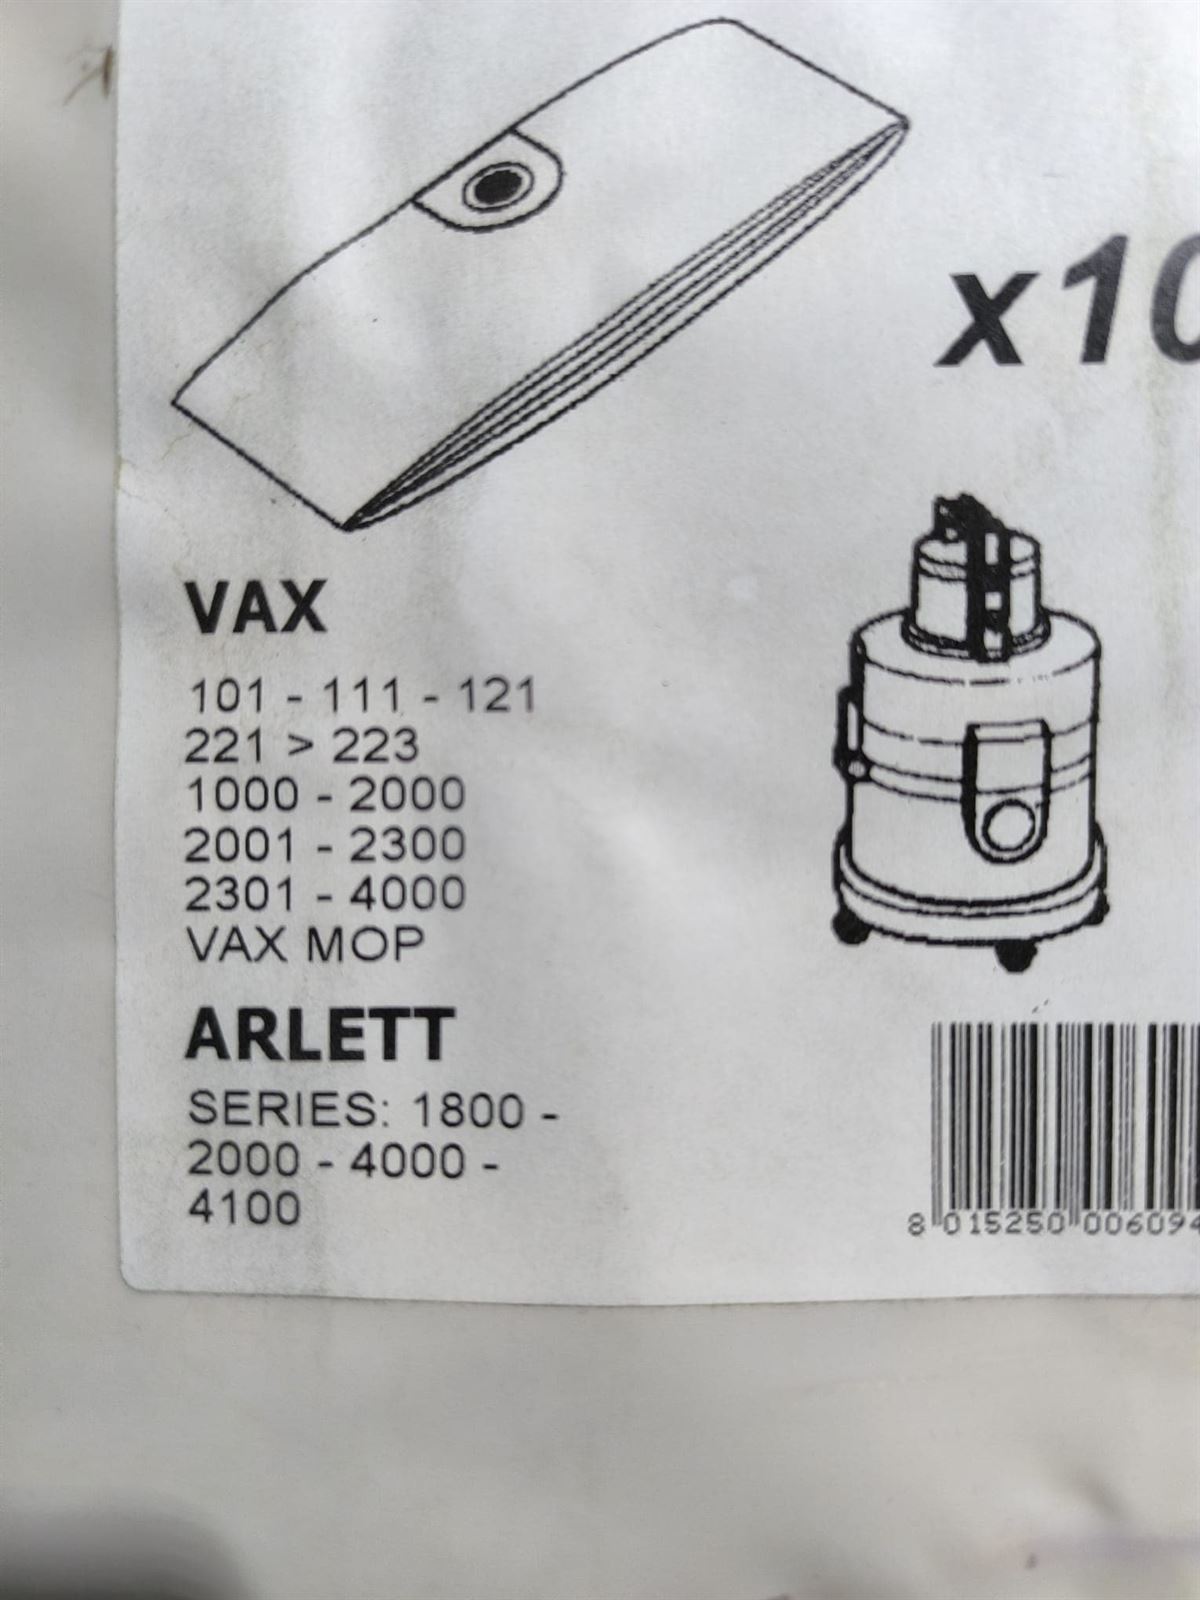 x10
VAX
101 - 111 - 121
221 > 223
1000 - 2000
2001 - 2300
2301 - 4000
VAX MOP
ARLETT
SERIES: 1800 -
2000 - 4000 -
4100
8 015250 006094